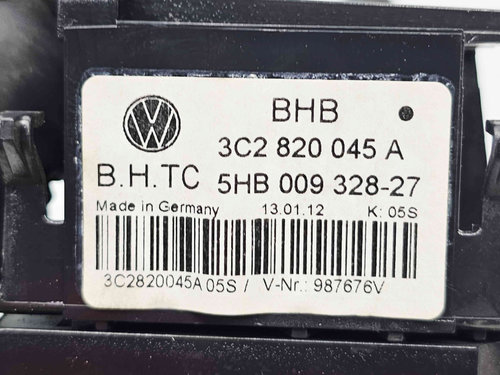 BHB
3C2 820 045 A
B.H.TC 5HB 009 328-27
Made in Germany 13.01.12 K: 05S
3C2820045A 05S / V-Nr.: 987676V